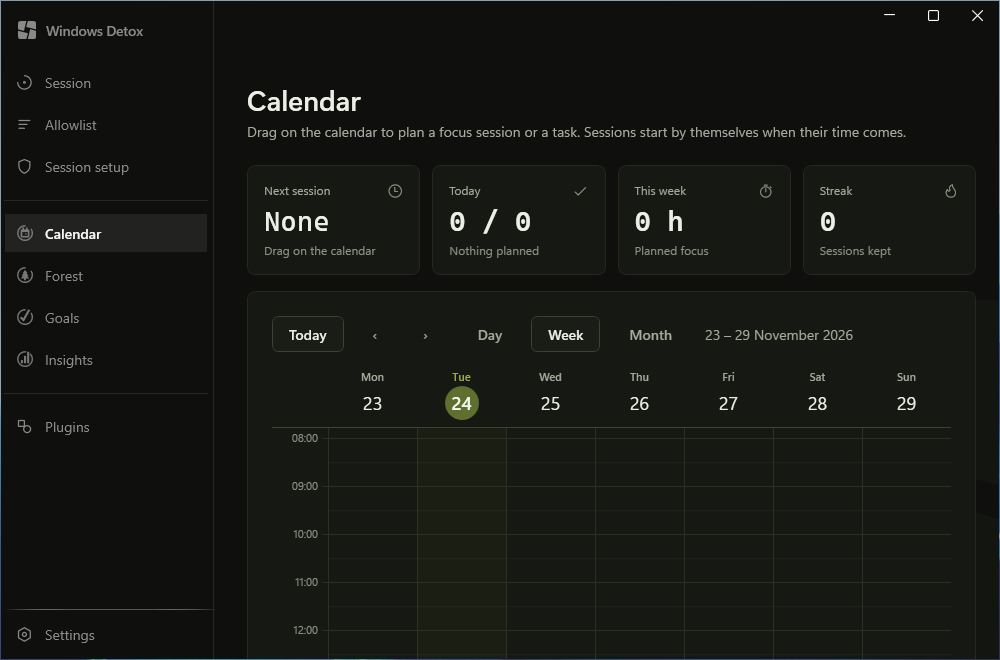 Windows Detox
Session
Allowlist
Session setup
Calendar
Forest
Goals
Insights
Plugins
Settings
Calendar
Drag on the calendar to plan a focus session or a task. Sessions start by themselves when their time comes.
Next session
None
Drag on the calendar
Today
0 / 0
Nothing planned
This week
0 h
Planned focus
Streak
0
Sessions kept
Today ‹ › Day Week Month 23 – 29 November 2026
Mon Tue Wed Thu Fri Sat Sun
23 24 25 26 27 28 29
08:00
09:00
10:00
11:00
12:00